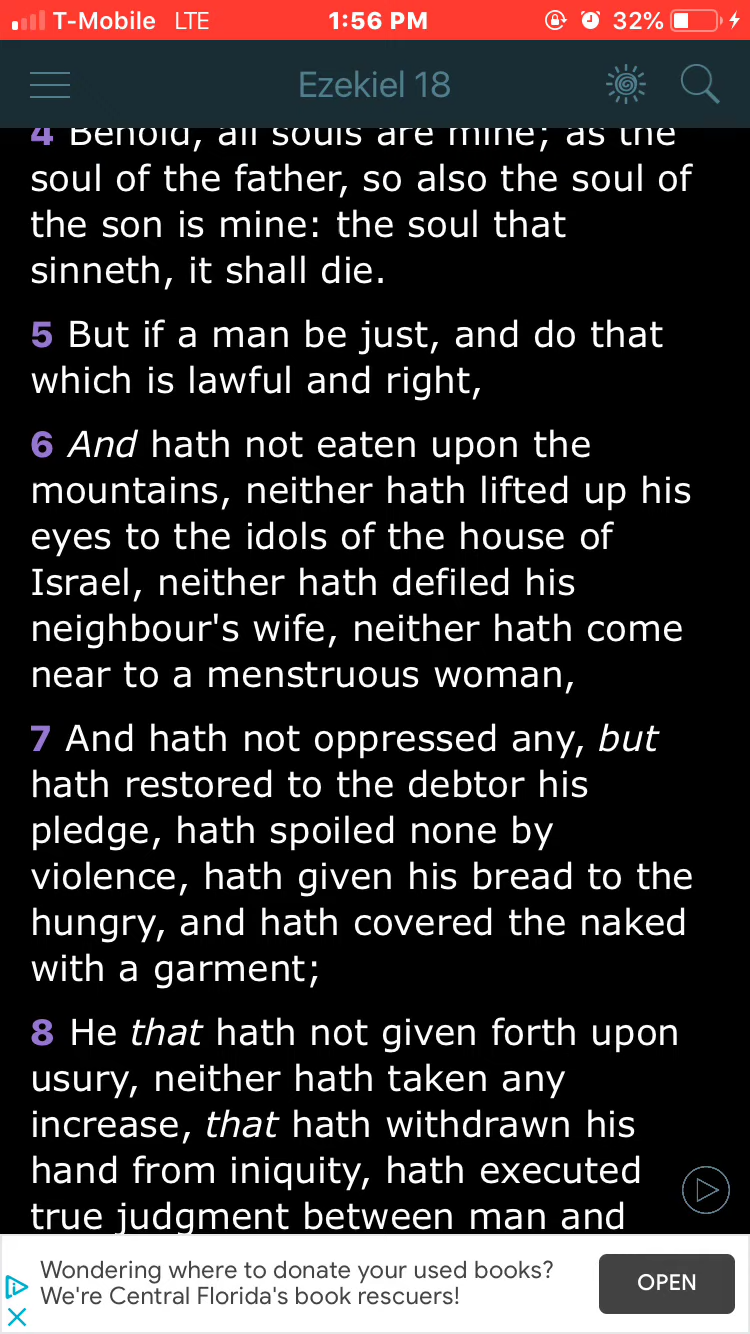 T-Mobile LTE 1:56 PM 32%
Ezekiel 18
4 Behold, all souls are mine; as the
soul of the father, so also the soul of
the son is mine: the soul that
sinneth, it shall die.
5 But if a man be just, and do that
which is lawful and right,
6 And hath not eaten upon the
mountains, neither hath lifted up his
eyes to the idols of the house of
Israel, neither hath defiled his
neighbour's wife, neither hath come
near to a menstruous woman,
7 And hath not oppressed any, but
hath restored to the debtor his
pledge, hath spoiled none by
violence, hath given his bread to the
hungry, and hath covered the naked
with a garment;
8 He that hath not given forth upon
usury, neither hath taken any
increase, that hath withdrawn his
hand from iniquity, hath executed
true judgment between man and
Wondering where to donate your used books?
We're Central Florida's book rescuers!
OPEN